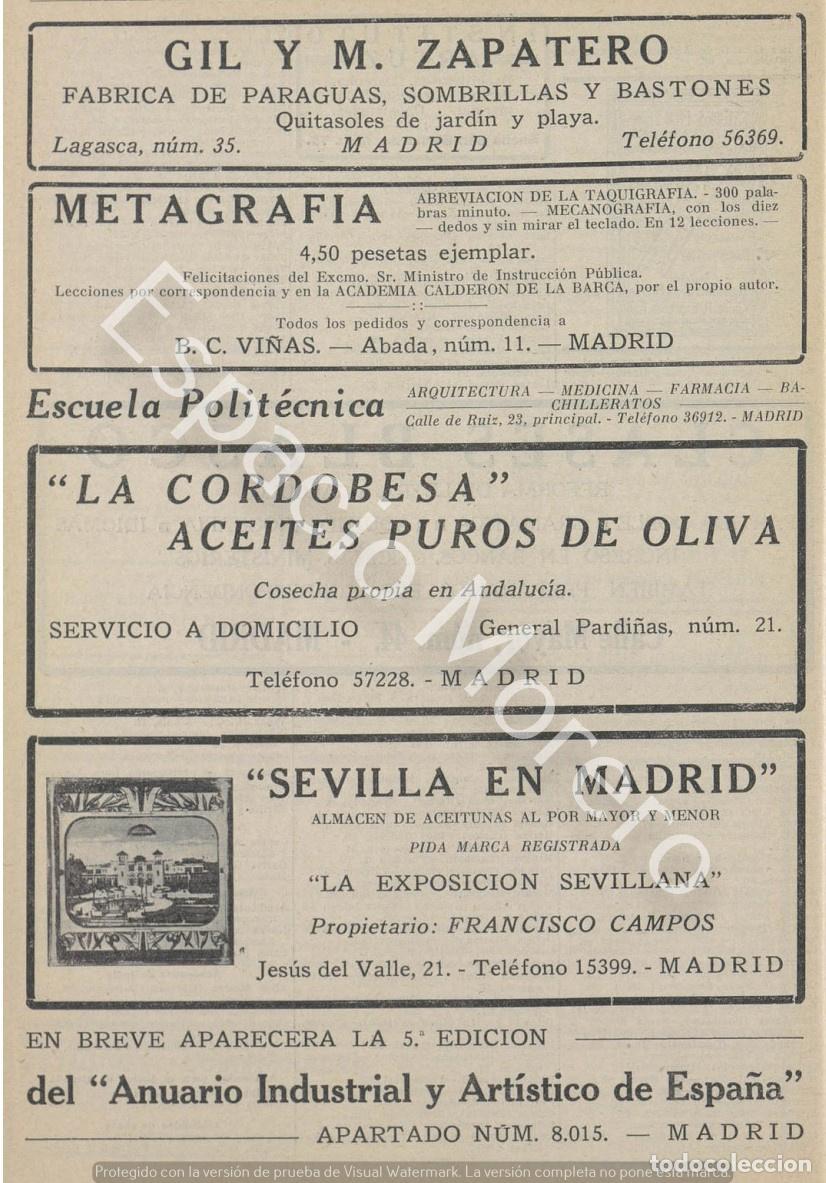 GIL Y M. ZAPATERO
FABRICA DE PARAGUAS, SOMBRILLAS Y BASTONES
Quitasoles de jardín y playa.
Lagasca, núm. 35. MADRID Teléfono 56369.
METAGRAFIA
ABREVIACION DE LA TAQUIGRAFIA. - 300 pala-
bras minuto. — MECANOGRAFIA, con los diez
— dedos y sin mirar el teclado. En 12 lecciones. —
4,50 pesetas ejemplar.
Felicitaciones del Excmo. Sr. Ministro de Instrucción Pública.
Lecciones por correspondencia y en la ACADEMIA CALDERON DE LA BARCA, por el propio autor.
Todos los pedidos y correspondencia a
B. C. VIÑAS. — Abada, núm. 11. — MADRID
Escuela Politécnica
ARQUITECTURA — MEDICINA — FARMACIA — BA-
CHILLERATOS
Calle de Ruiz, 23, principal. - Teléfono 36912. - MADRID
"LA CORDOBESA"
ACEITES PUROS DE OLIVA
Cosecha propia en Andalucía.
SERVICIO A DOMICILIO General Pardiñas, núm. 21.
Teléfono 57228. - MADRID
"SEVILLA EN MADRID"
ALMACEN DE ACEITUNAS AL POR MAYOR Y MENOR
PIDA MARCA REGISTRADA
"LA EXPOSICION SEVILLANA"
Propietario: FRANCISCO CAMPOS
Jesús del Valle, 21. - Teléfono 15399. - MADRID
EN BREVE APARECERA LA 5.ª EDICION
del "Anuario Industrial y Artístico de España"
APARTADO NÚM. 8.015. — MADRID
Espacio Morero
todocoleccion
Protegido con la versión de prueba de Visual Watermark. La versión completa no pone esta marca.